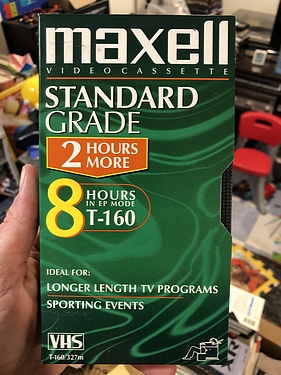 maxell
VIDEOCASSETTE
STANDARD
GRADE
2 HOURS
MORE
8 HOURS
IN EP MODE
T-160
IDEAL FOR:
LONGER LENGTH TV PROGRAMS
SPORTING EVENTS
VHS
T-160/327m